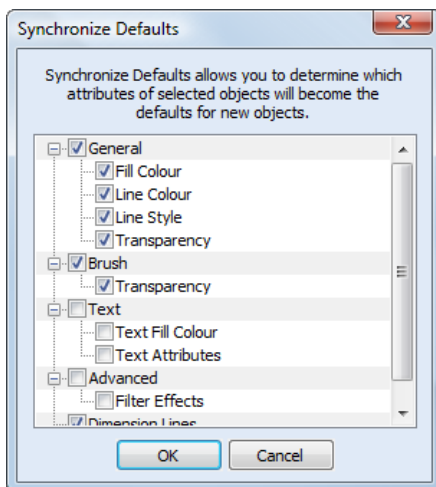 Synchronize Defaults
Synchronize Defaults allows you to determine which
attributes of selected objects will become the
defaults for new objects.
General
Fill Colour
Line Colour
Line Style
Transparency
Brush
Transparency
Text
Text Fill Colour
Text Attributes
Advanced
Filter Effects
Dimension Lines
OK
Cancel